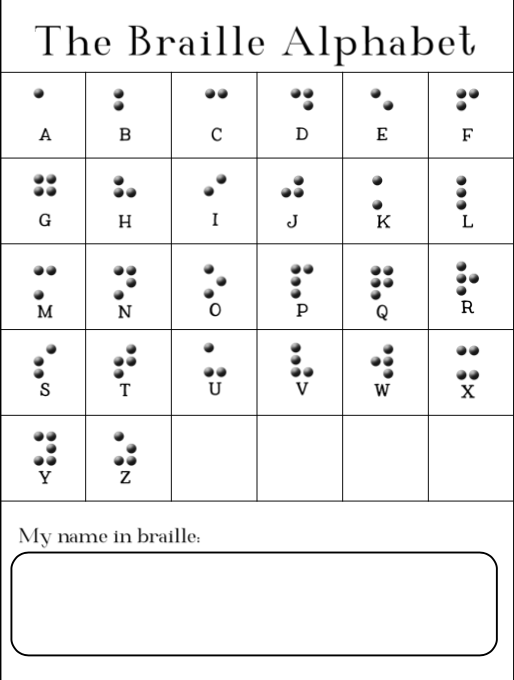 The Braille Alphabet
A B C D E F
G H I J K L
M N O P Q R
S T U V W X
Y Z
My name in braille: